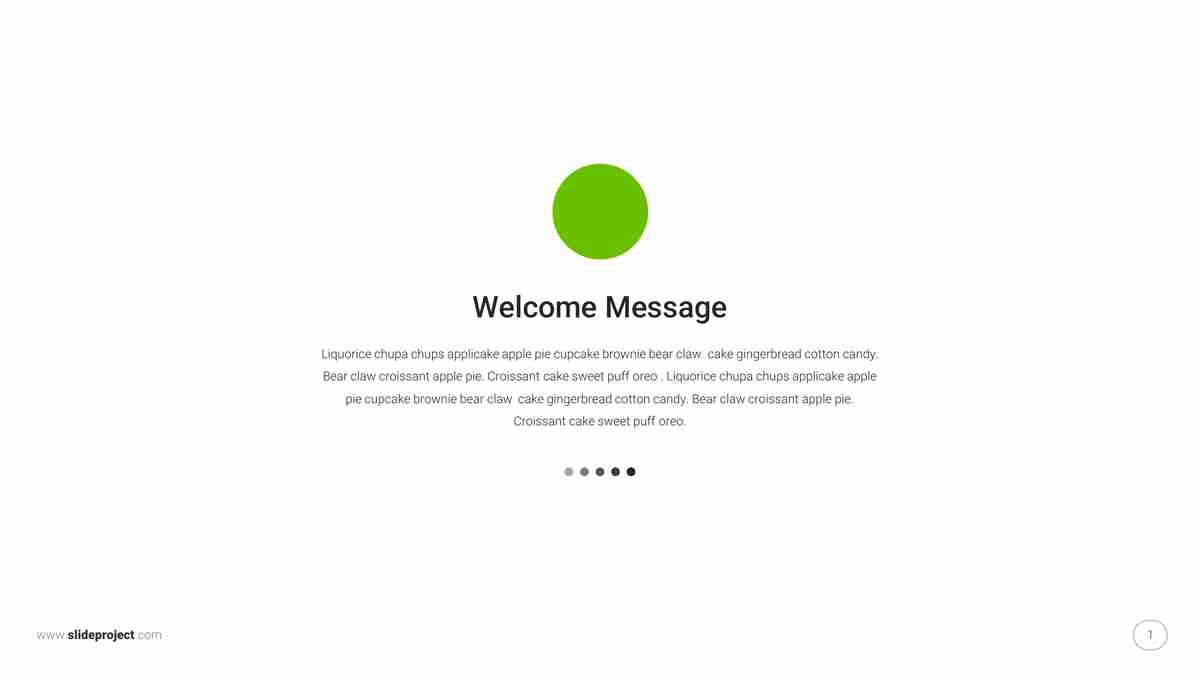 Welcome Message
Liquorice chupa chups applicake apple pie cupcake brownie bear claw  cake gingerbread cotton candy.
Bear claw croissant apple pie. Croissant cake sweet puff oreo . Liquorice chupa chups applicake apple
pie cupcake brownie bear claw  cake gingerbread cotton candy. Bear claw croissant apple pie.
Croissant cake sweet puff oreo.
www.slideproject.com
1